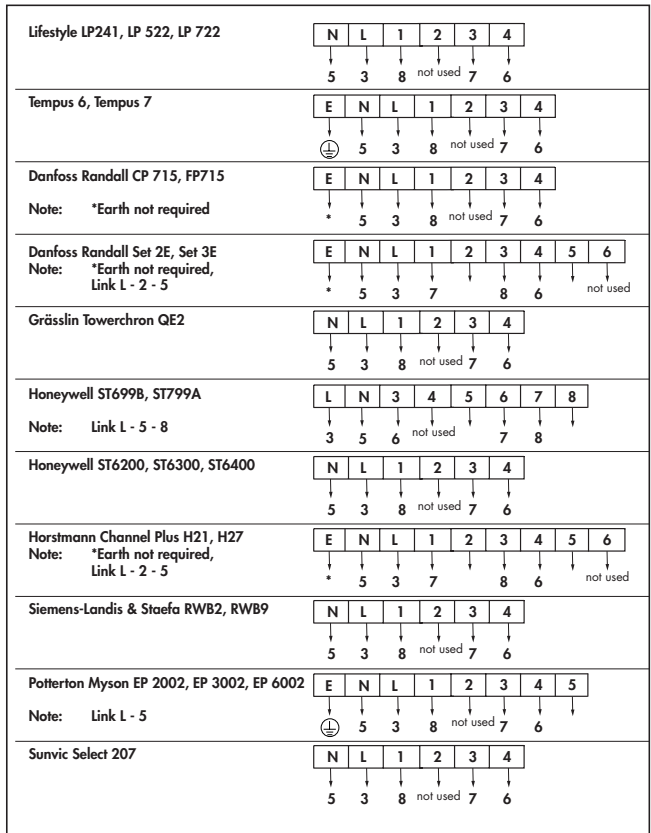 Lifestyle LP241, LP 522, LP 722
N L 1 2 3 4
5 3 8 not used 7 6
Tempus 6, Tempus 7
E N L 1 2 3 4
5 3 8 not used 7 6
Danfoss Randall CP 715, FP715
Note: *Earth not required
E N L 1 2 3 4
* 5 3 8 not used 7 6
Danfoss Randall Set 2E, Set 3E
Note: *Earth not required,
Link L - 2 - 5
E N L 1 2 3 4 5 6
* 5 3 7 8 6 not used
Grässlin Towerchron QE2
N L 1 2 3 4
5 3 8 not used 7 6
Honeywell ST699B, ST799A
Note: Link L - 5 - 8
L N 3 4 5 6 7 8
3 5 6 not used 7 8
Honeywell ST6200, ST6300, ST6400
N L 1 2 3 4
5 3 8 not used 7 6
Horstmann Channel Plus H21, H27
Note: *Earth not required,
Link L - 2 - 5
E N L 1 2 3 4 5 6
* 5 3 7 8 6 not used
Siemens-Landis & Staefa RWB2, RWB9
N L 1 2 3 4
5 3 8 not used 7 6
Potterton Myson EP 2002, EP 3002, EP 6002
Note: Link L - 5
E N L 1 2 3 4 5
5 3 8 not used 7 6
Sunvic Select 207
N L 1 2 3 4
5 3 8 not used 7 6